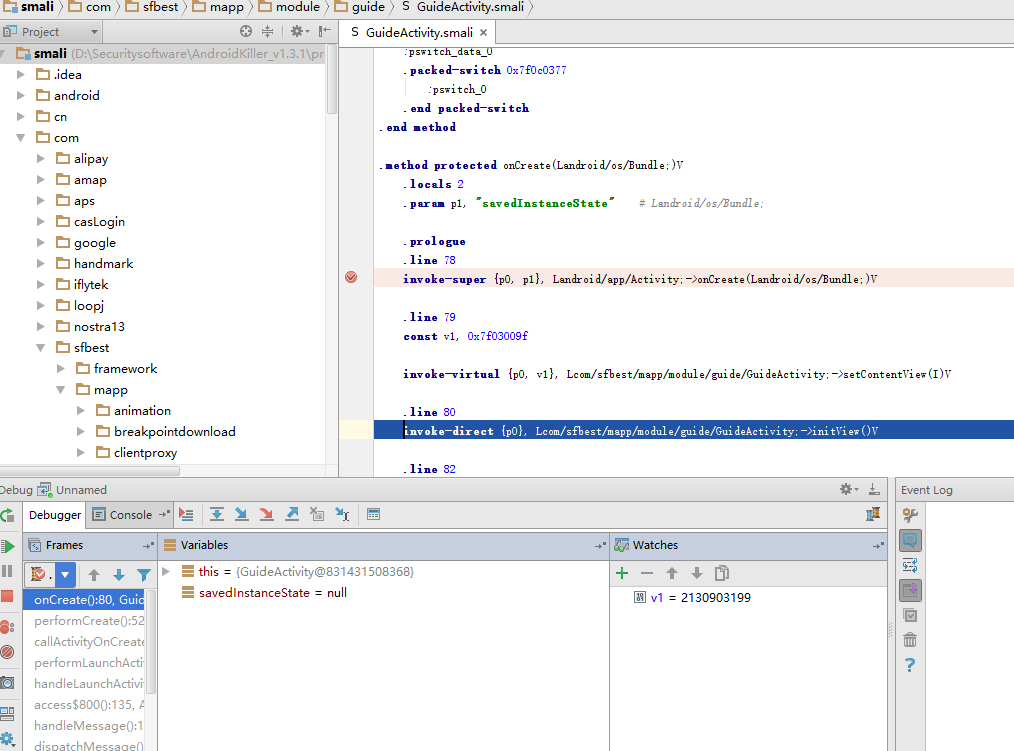 smali com sfbest mapp module guide S GuideActivity.smali
Project
S GuideActivity.smali ×
smali (D:\Securitysoftware\AndroidKiller_v1.3.1\pr
.idea
android
cn
com
alipay
amap
aps
casLogin
google
handmark
iflytek
loopj
nostra13
sfbest
framework
mapp
animation
breakpointdownload
clientproxy
:pswitch_data_0
.packed-switch 0x7f0c0377
:pswitch_0
.end packed-switch
.end method
.method protected onCreate(Landroid/os/Bundle;)V
.locals 2
.param p1, "savedInstanceState" # Landroid/os/Bundle;
.prologue
.line 78
invoke-super {p0, p1}, Landroid/app/Activity;->onCreate(Landroid/os/Bundle;)V
.line 79
const v1, 0x7f03009f
invoke-virtual {p0, v1}, Lcom/sfbest/mapp/module/guide/GuideActivity;->setContentView(I)V
.line 80
invoke-direct {p0}, Lcom/sfbest/mapp/module/guide/GuideActivity;->initView()V
.line 82
Debug Unnamed
Event Log
Debugger Console
Frames
Variables
Watches
onCreate():80, Guid
performCreate():52
callActivityOnCreate
performLaunchActi
handleLaunchActivi
access$800():135, A
handleMessage():1
dispatchMessage()
this = {GuideActivity@831431508368}
savedInstanceState = null
v1 = 2130903199